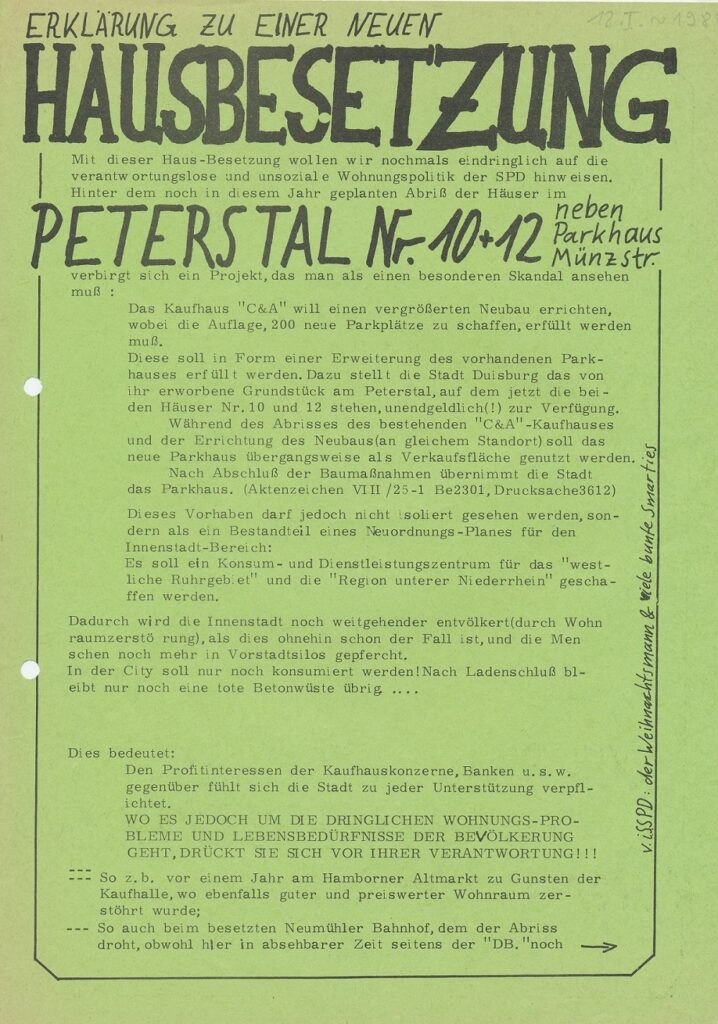 ERKLÄRUNG ZU EINER NEUEN
HAUSBESETZUNG
Mit dieser Haus-Besetzung wollen wir nochmals eindringlich auf die
verantwortungslose und unsoziale Wohnungspolitik der SPD hinweisen.
Hinter dem noch in diesem Jahr geplanten Abriß der Häuser im
PETERSTAL Nr. 10+12 neben
Parkhaus
Münzstr.
verbirgt sich ein Projekt, das man als einen besonderen Skandal ansehen
muß :
Das Kaufhaus "C&A" will einen vergrößerten Neubau errichten,
wobei die Auflage, 200 neue Parkplätze zu schaffen, erfüllt werden
muß.
Diese soll in Form einer Erweiterung des vorhandenen Park-
hauses erfüllt werden. Dazu stellt die Stadt Duisburg das von
ihr erworbene Grundstück am Peterstal, auf dem jetzt die bei-
den Häuser Nr. 10 und 12 stehen, unendgeldlich(!) zur Verfügung.
Während des Abrisses des bestehenden "C&A"-Kaufhauses
und der Errichtung des Neubaus(an gleichem Standort) soll das
neue Parkhaus übergangsweise als Verkaufsfläche genutzt werden.
Nach Abschluß der Baumaßnahmen übernimmt die Stadt
das Parkhaus. (Aktenzeichen VI II /25-1 Be2301, Drucksache3612)
Dieses Vorhaben darf jedoch nicht isoliert gesehen werden, son-
dern als ein Bestandteil eines Neuordnungs-Planes für den
Innenstadt-Bereich:
Es soll ein Konsum- und Dienstleistungszentrum für das "west-
liche Ruhrgebiet" und die "Region unterer Niederrhein" gescha-
ffen werden.
Dadurch wird die Innenstadt noch weitgehender entvölkert(durch Wohn
raumzerstö rung), als dies ohnehin schon der Fall ist, und die Men
schen noch mehr in Vorstadtsilos gepfercht.
In der City soll nur noch konsumiert werden!Nach Ladenschluß bl-
eibt nur noch eine tote Betonwüste übrig ....
Dies bedeutet:
Den Profitinteressen der Kaufhauskonzerne, Banken u. s. w.
gegenüber fühlt sich die Stadt zu jeder Unterstützung verpfl-
ichtet.
WO ES JEDOCH UM DIE DRINGLICHEN WOHNUNGS-PRO-
BLEME UND LEBENSBEDÜRFNISSE DER BEVÖLKERUNG
GEHT, DRÜCKT SIE SICH VOR IHRER VERANTWORTUNG!!!
--- So z.b. vor einem Jahr am Hamborner Altmarkt zu Gunsten der
--- Kaufhalle, wo ebenfalls guter und preiswerter Wohnraum zer-
stöhrt wurde;
--- So auch beim besetzten Neumühler Bahnhof, dem der Abriss
droht, obwohl hier in absehbarer Zeit seitens der "DB."noch →
v.i.SSPD: der Weihnachtsmann & viele bunte Smarties